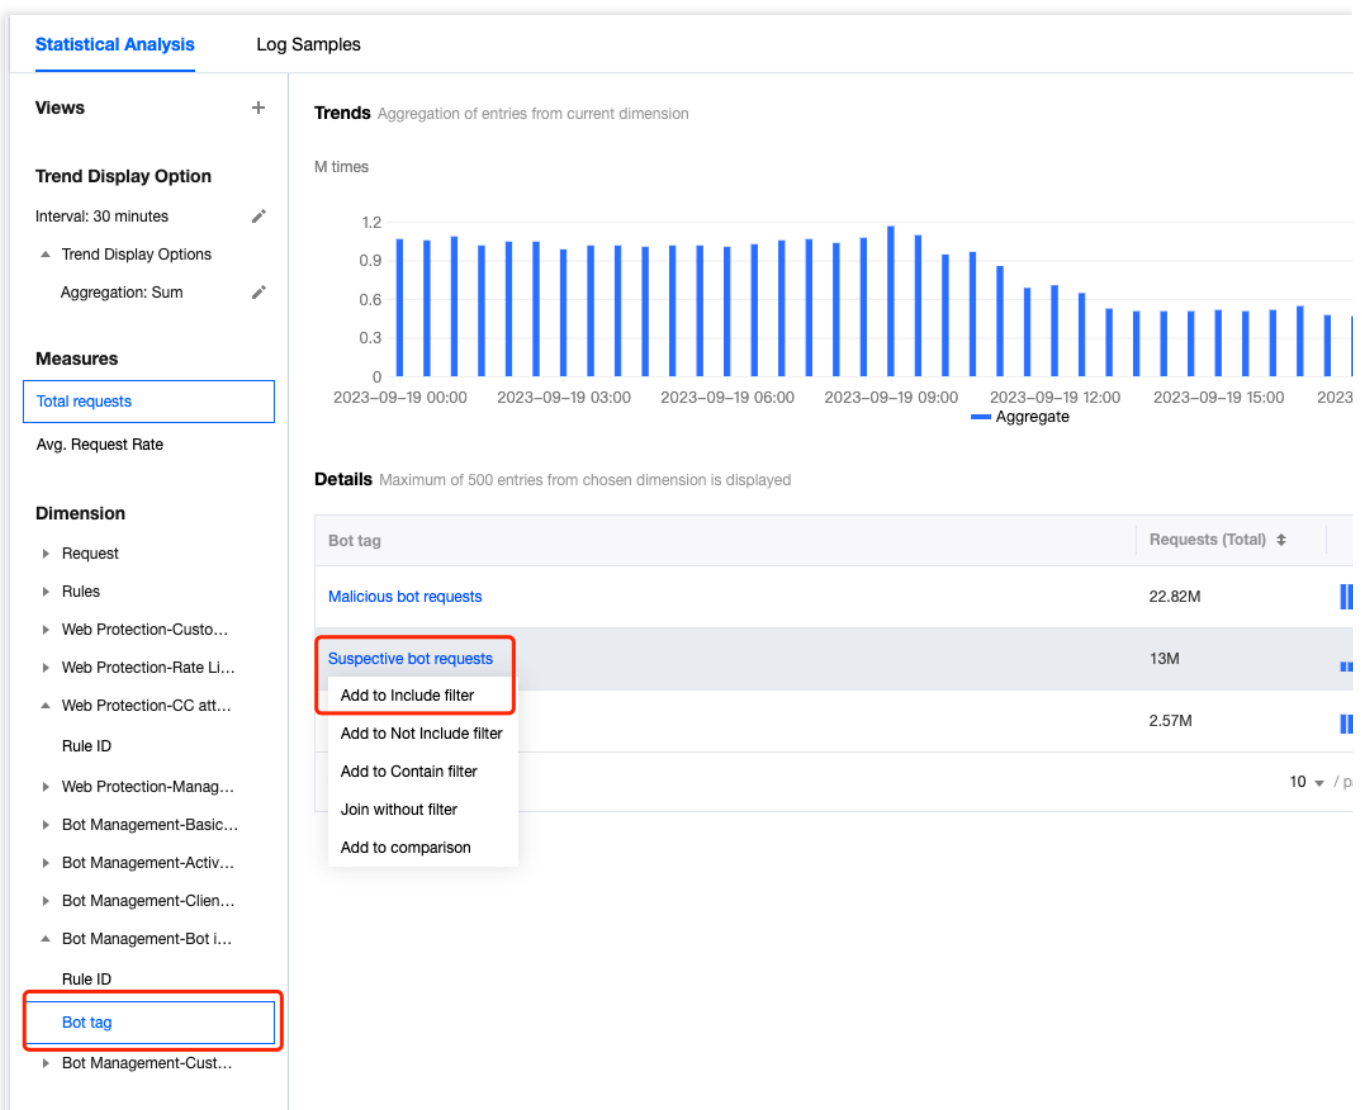 Statistical Analysis
Log Samples
Views
Trend Display Option
Interval: 30 minutes
Trend Display Options
Aggregation: Sum
Measures
Total requests
Avg. Request Rate
Dimension
Request
Rules
Web Protection-Custo...
Web Protection-Rate Li...
Web Protection-CC att...
Rule ID
Web Protection-Manag...
Bot Management-Basic...
Bot Management-Activ...
Bot Management-Clien...
Bot Management-Bot i...
Rule ID
Bot tag
Bot Management-Cust...
Trends Aggregation of entries from current dimension
M times
1.2
0.9
0.6
0.3
0
2023-09-19 00:00 2023-09-19 03:00 2023-09-19 06:00 2023-09-19 09:00 2023-09-19 12:00 2023-09-19 15:00 2023
Aggregate
Details Maximum of 500 entries from chosen dimension is displayed
Bot tag Requests (Total)
Malicious bot requests 22.82M
Suspective bot requests 13M
Add to Include filter
2.57M
Add to Not Include filter
Add to Contain filter
10 / p
Join without filter
Add to comparison